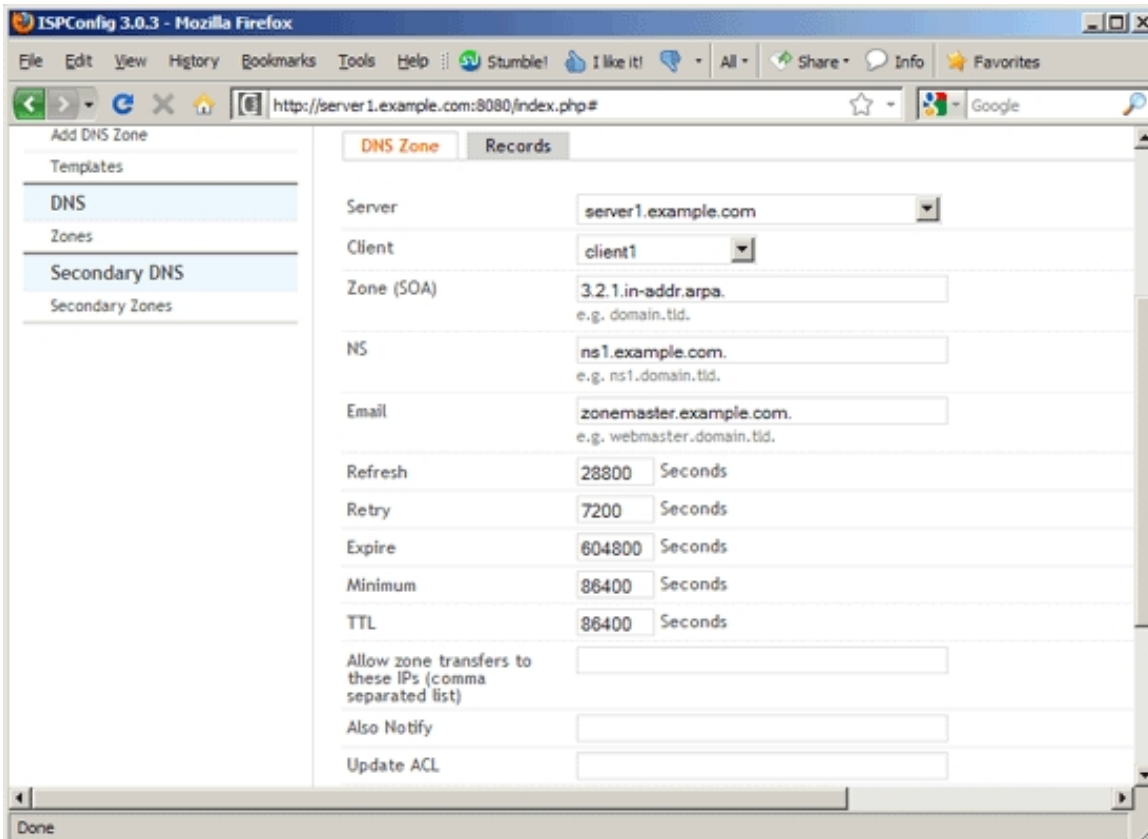 ISPConfig 3.0.3 - Mozilla Firefox
File Edit View History Bookmarks Tools Help Stumble! I like it! All Share Info Favorites
http://server1.example.com:8080/index.php# Google
Add DNS Zone
Templates
DNS
Zones
Secondary DNS
Secondary Zones
DNS Zone Records
Server server1.example.com
Client client1
Zone (SOA) 3.2.1.in-addr.arpa.
e.g. domain.tld.
NS ns1.example.com.
e.g. ns1.domain.tld.
Email zonemaster.example.com.
e.g. webmaster.domain.tld.
Refresh 28800 Seconds
Retry 7200 Seconds
Expire 604800 Seconds
Minimum 86400 Seconds
TTL 86400 Seconds
Allow zone transfers to
these IPs (comma
separated list)
Also Notify
Update ACL
Done